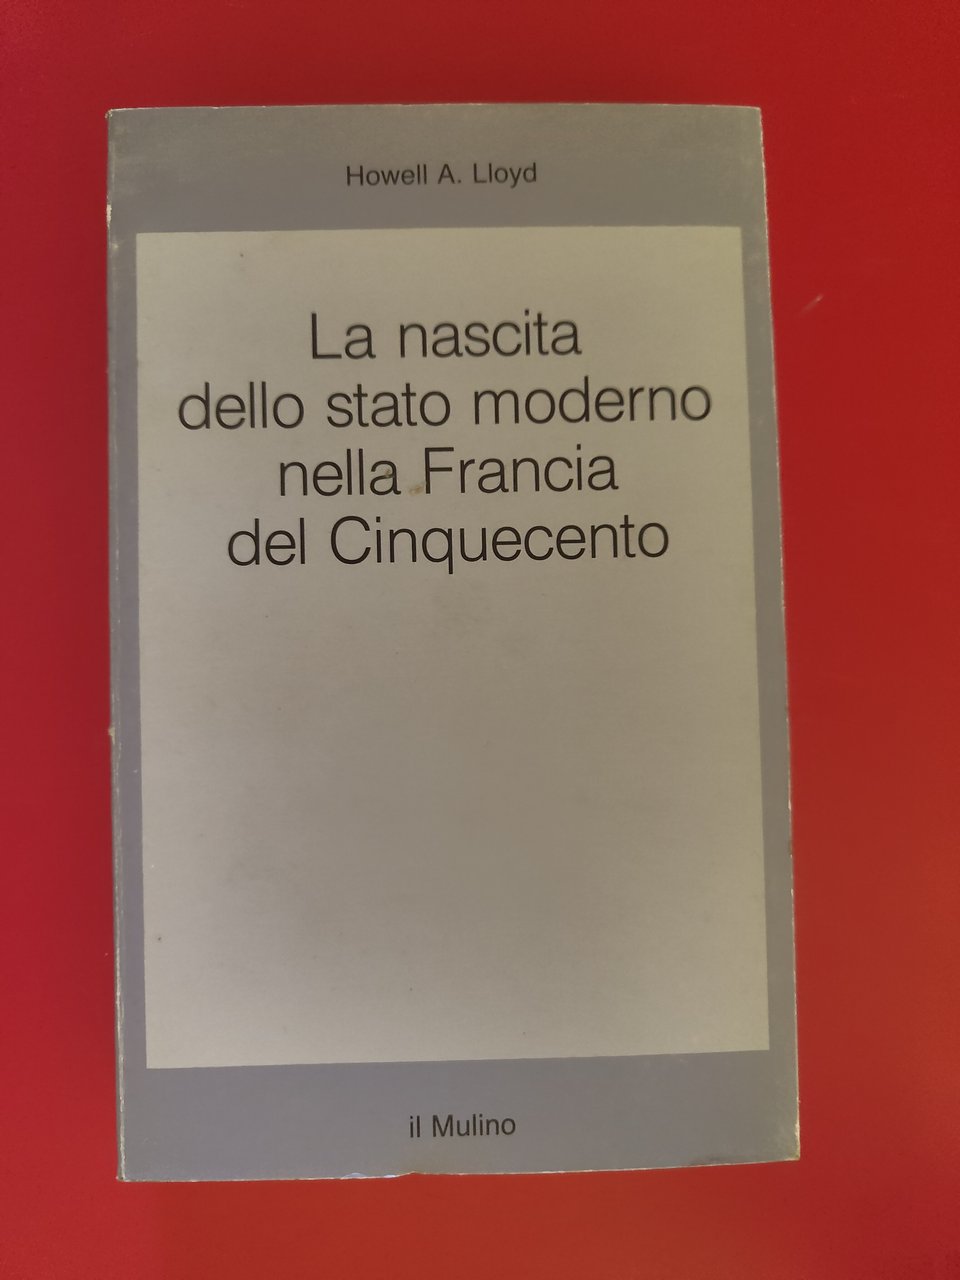 Howell A. Lloyd
La nascita
dello stato moderno
nella Francia
del Cinquecento
il Mulino